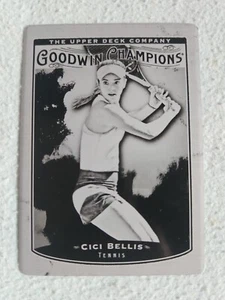 THE UPPER DECK COMPANY
GOODWIN CHAMPIONS
CICI BELLIS
TENNIS